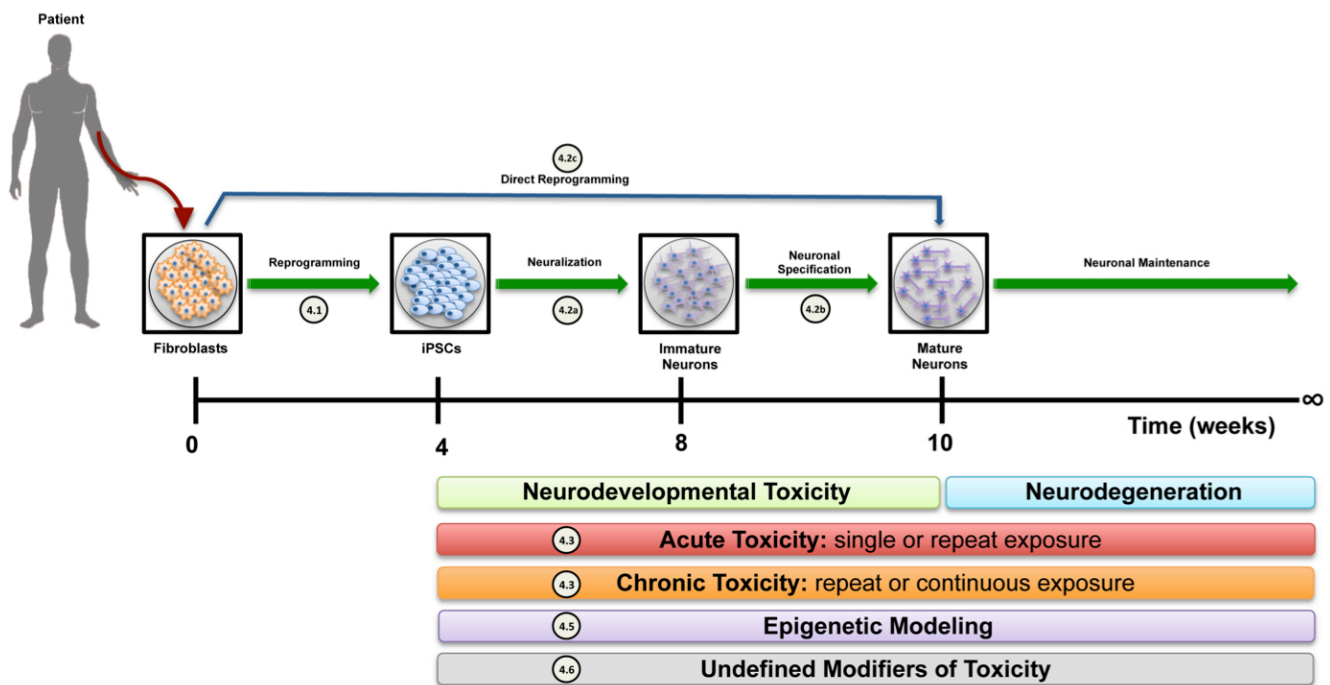 Patient
4.2c
Direct Reprogramming
Reprogramming
4.1
Neuralization
4.2a
Neuronal
Specification
4.2b
Neuronal Maintenance
Fibroblasts
iPSCs
Immature
Neurons
Mature
Neurons
0
4
8
10
∞
Time (weeks)
Neurodevelopmental Toxicity
Neurodegeneration
4.3 Acute Toxicity: single or repeat exposure
4.3 Chronic Toxicity: repeat or continuous exposure
4.5 Epigenetic Modeling
4.6 Undefined Modifiers of Toxicity